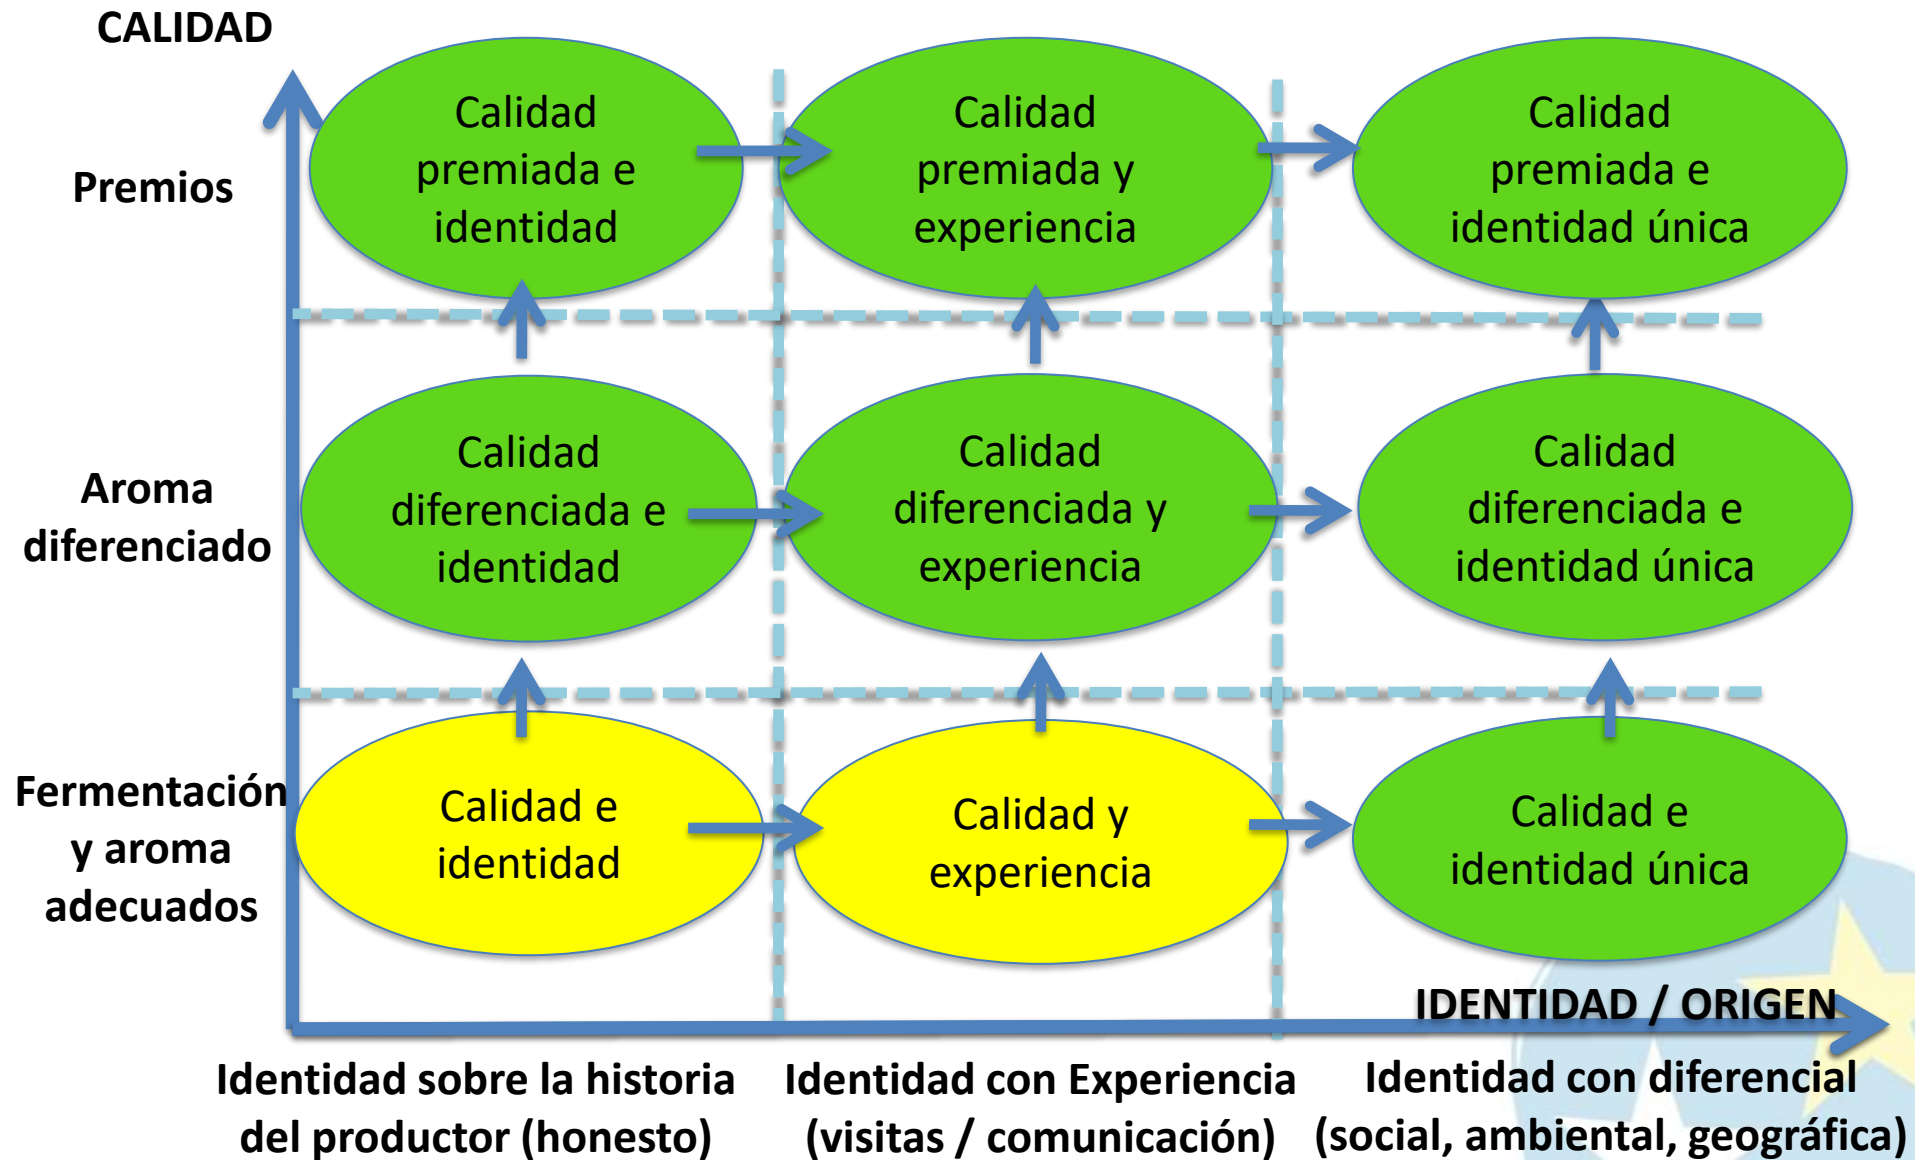 CALIDAD
Premios
Calidad
premiada e
identidad
Calidad
premiada y
experiencia
Calidad
premiada e
identidad única
Aroma
diferenciado
Calidad
diferenciada e
identidad
Calidad
diferenciada y
experiencia
Calidad
diferenciada e
identidad única
Fermentación
y aroma
adecuados
Calidad e
identidad
Calidad y
experiencia
Calidad e
identidad única
IDENTIDAD / ORIGEN
Identidad sobre la historia
del productor (honesto)
Identidad con Experiencia
(visitas / comunicación)
Identidad con diferencial
(social, ambiental, geográfica)